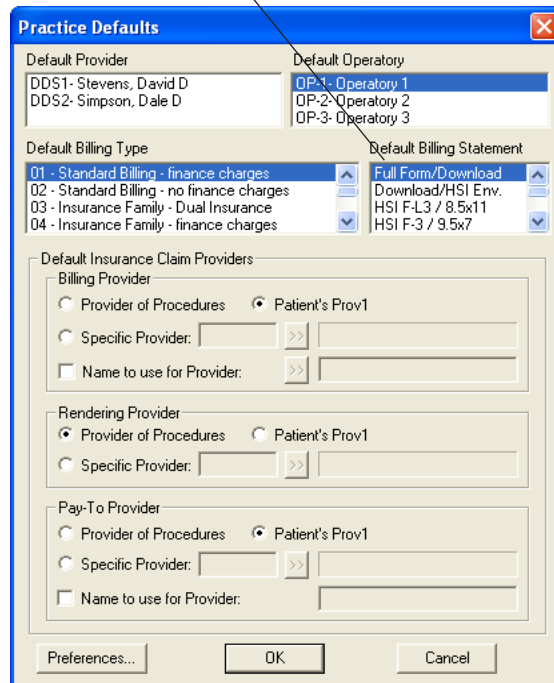 Practice Defaults
Default Provider
Default Operatory
DDS1- Stevens, David D
DDS2- Simpson, Dale D
OP-1- Operatory 1
OP-2- Operatory 2
OP-3- Operatory 3
Default Billing Type
Default Billing Statement
01 - Standard Billing - finance charges
02 - Standard Billing - no finance charges
03 - Insurance Family - Dual Insurance
04 - Insurance Family - finance charges
Full Form/Download
Download/HSI Env.
HSI F-L3 / 8.5x11
HSI F-3 / 9.5x7
Default Insurance Claim Providers
Billing Provider
Provider of Procedures
Patient's Prov1
Specific Provider: >>
Name to use for Provider: >>
Rendering Provider
Provider of Procedures
Patient's Prov1
Specific Provider: >>
Pay-To Provider
Provider of Procedures
Patient's Prov1
Specific Provider: >>
Name to use for Provider:
Preferences...
OK
Cancel